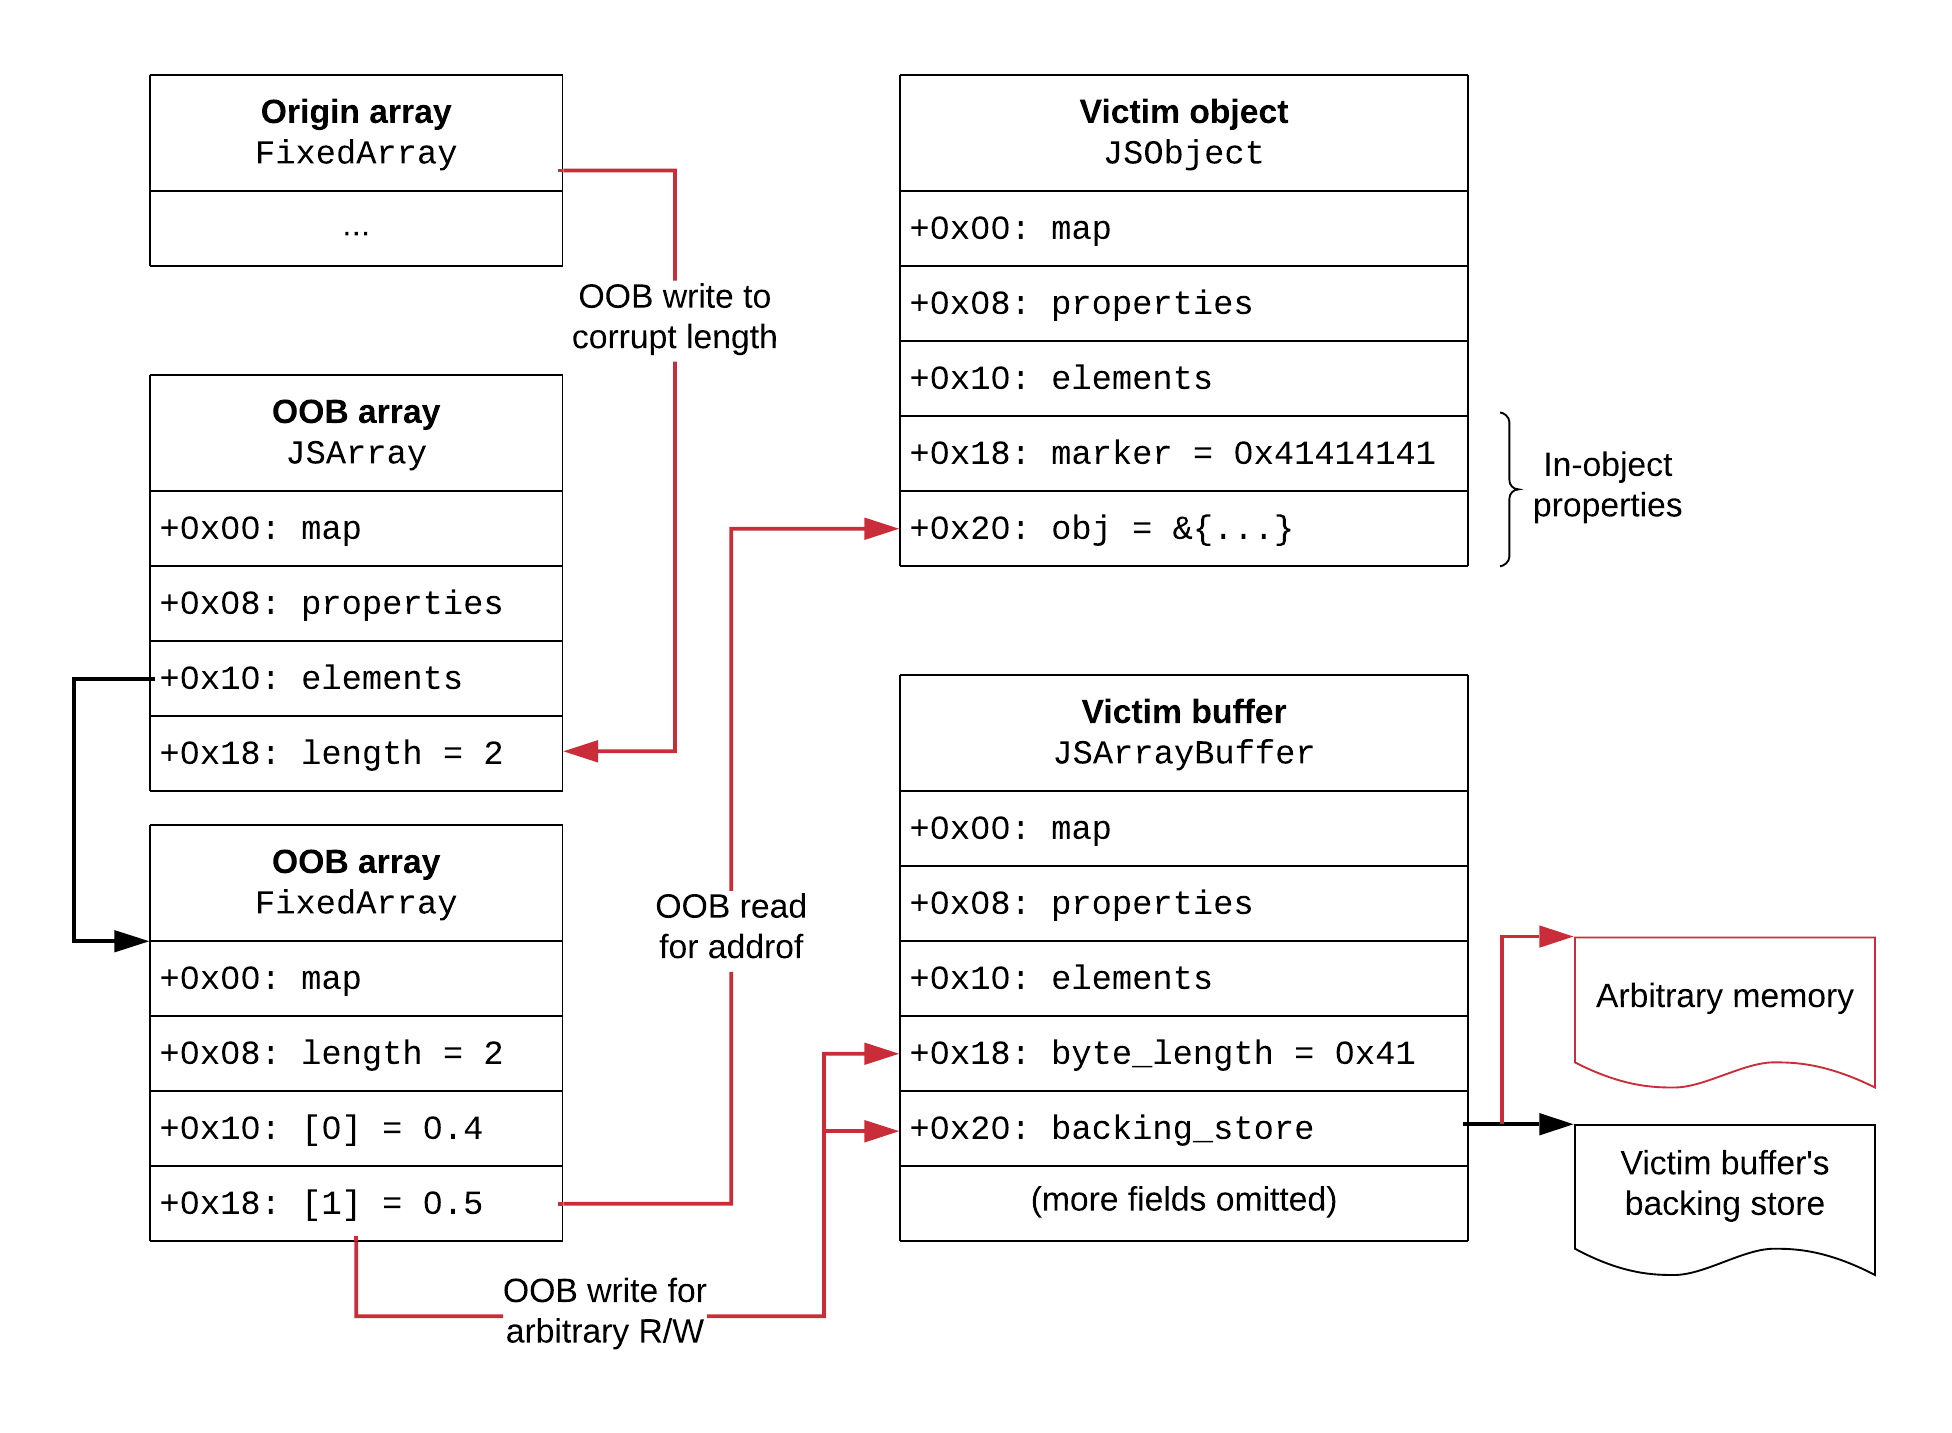 Origin array
FixedArray
...
OOB write to
corrupt length
OOB array
JSArray
+0x00: map
+0x08: properties
+0x10: elements
+0x18: length = 2
OOB array
FixedArray
+0x00: map
+0x08: length = 2
+0x10: [0] = 0.4
+0x18: [1] = 0.5
OOB read
for addrof
OOB write for
arbitrary R/W
Victim object
JSObject
+0x00: map
+0x08: properties
+0x10: elements
+0x18: marker = 0x41414141
+0x20: obj = &{...}
In-object
properties
Victim buffer
JSArrayBuffer
+0x00: map
+0x08: properties
+0x10: elements
+0x18: byte_length = 0x41
+0x20: backing_store
(more fields omitted)
Arbitrary memory
Victim buffer's
backing store